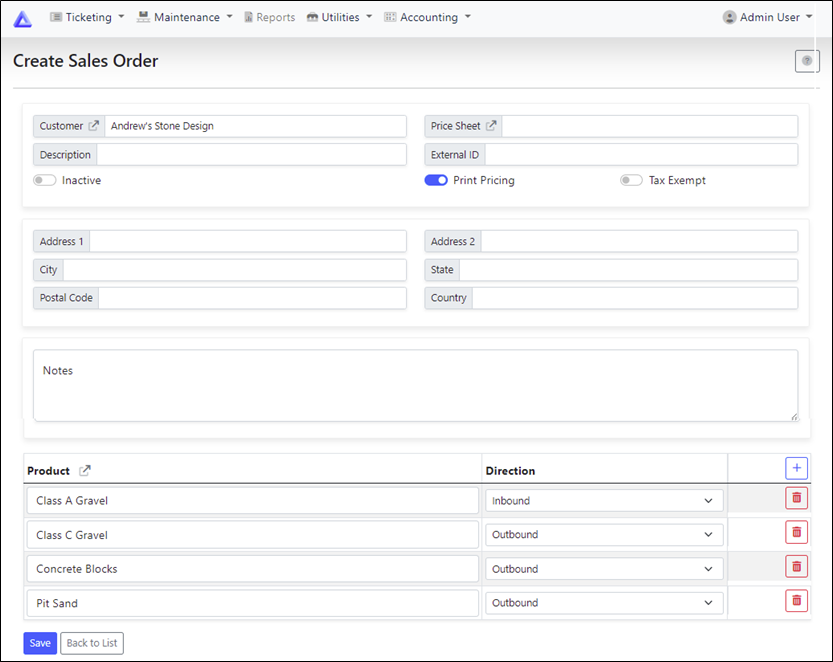 Ticketing Maintenance Reports Utilities Accounting Admin User
Create Sales Order
?
Customer Andrew's Stone Design Price Sheet
Description External ID
Inactive Print Pricing Tax Exempt
Address 1 Address 2
City State
Postal Code Country
Notes
Product Direction +
Class A Gravel Inbound
Class C Gravel Outbound
Concrete Blocks Outbound
Pit Sand Outbound
Save Back to List